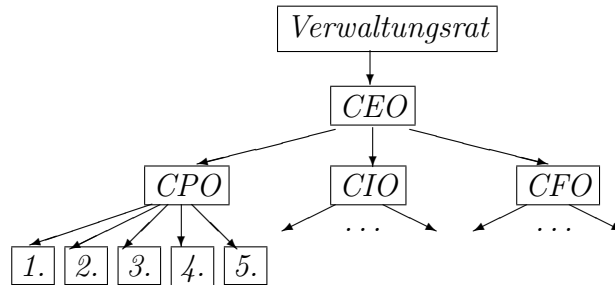 Verwaltungsrat
CEO
CPO CIO CFO
... ...
1. 2. 3. 4. 5.